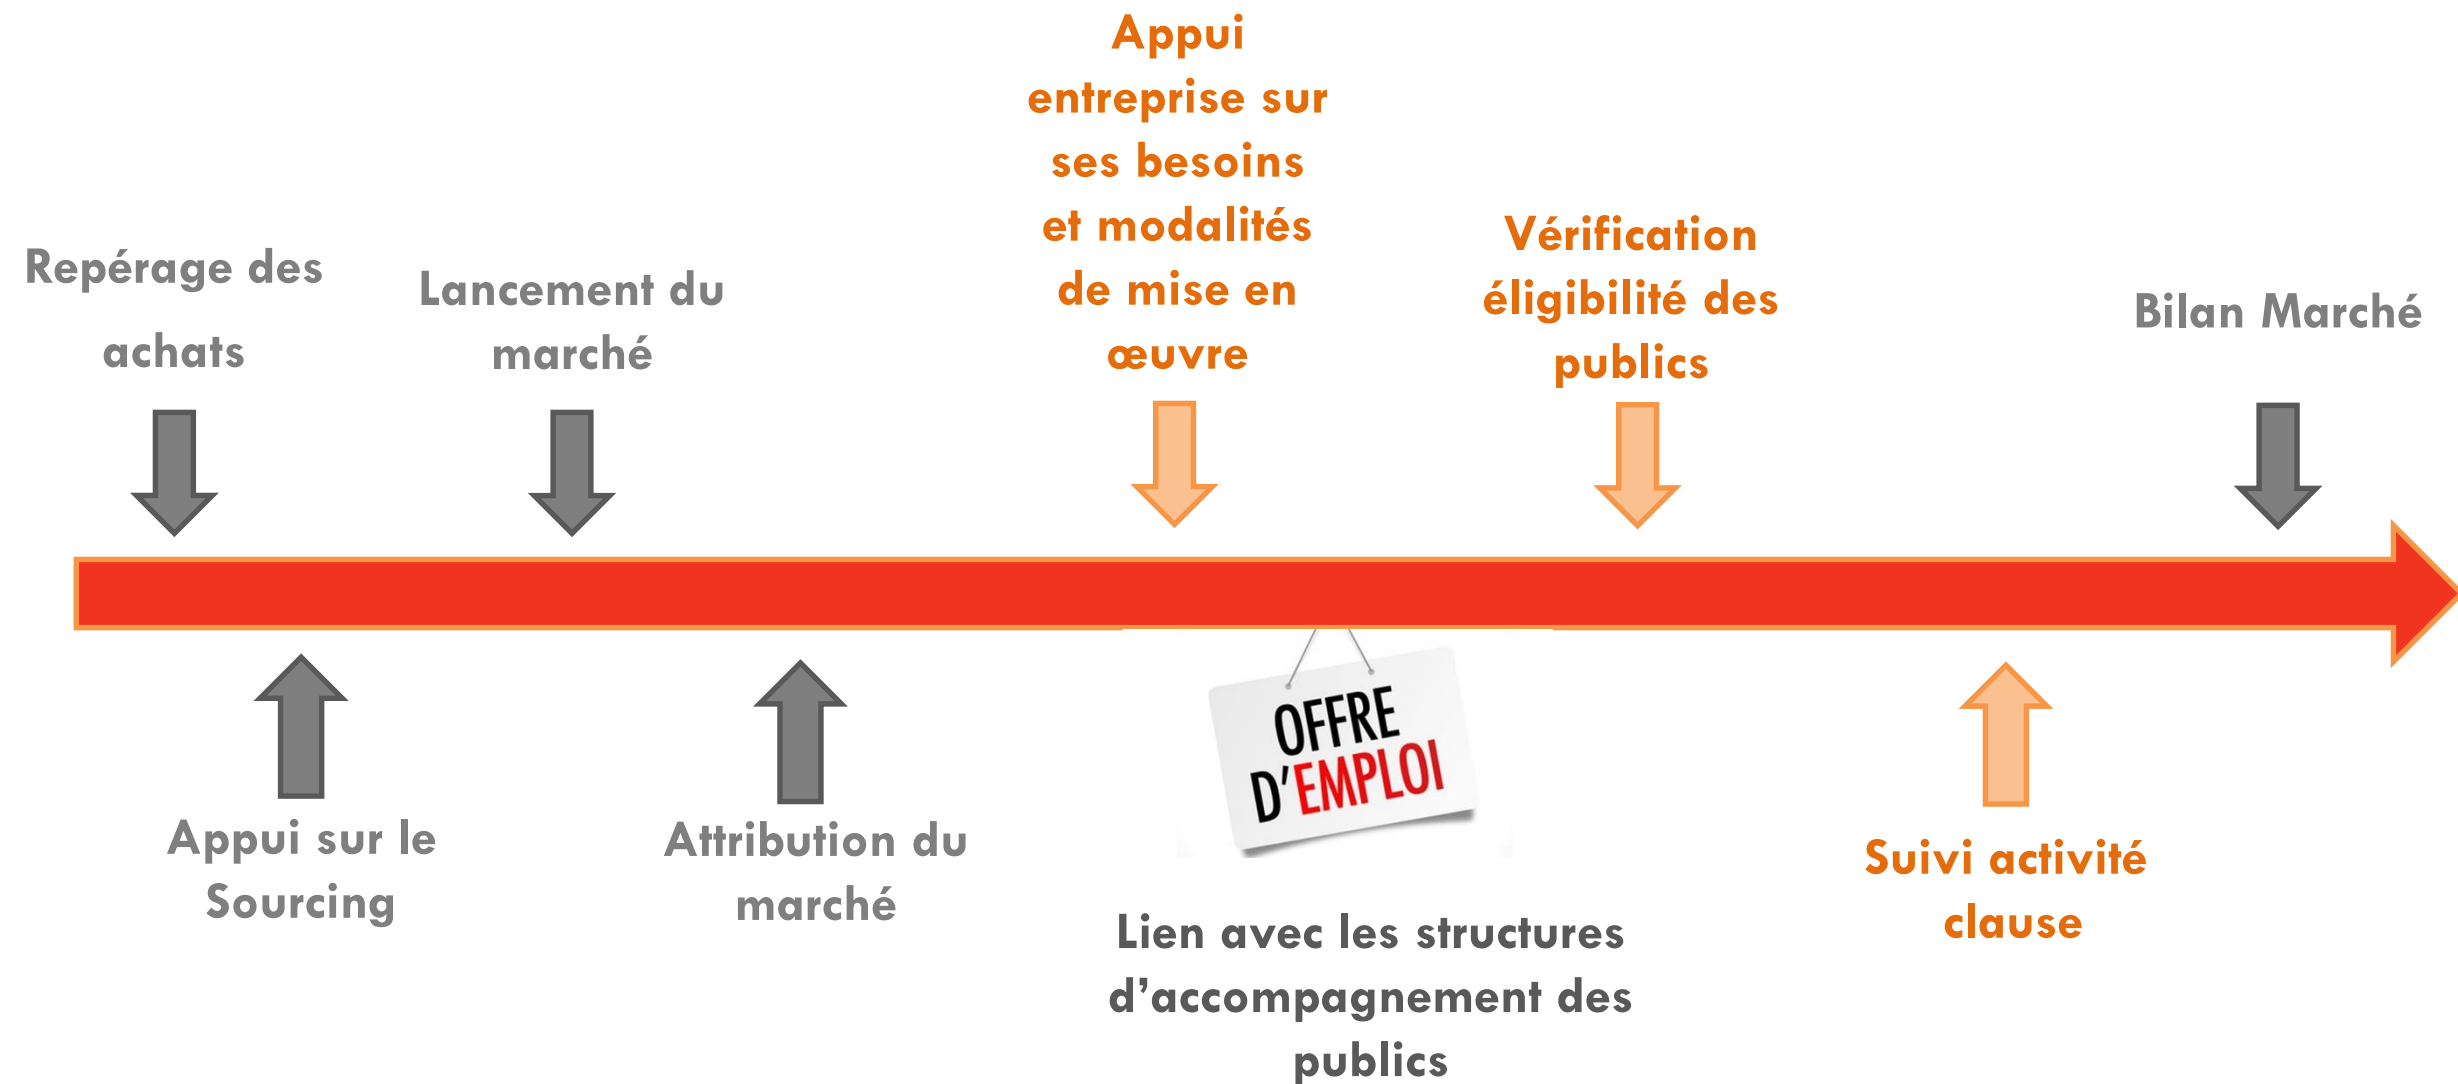 Repérage des
achats
Lancement du
marché
Appui
entreprise sur
ses besoins
et modalités
de mise en
œuvre
Vérification
éligibilité des
publics
Bilan Marché
Appui sur le
Sourcing
Attribution du
marché
OFFRE
D'EMPLOI
Lien avec les structures
d’accompagnement des
publics
Suivi activité
clause